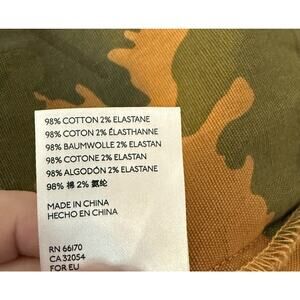 98% COTTON 2% ELASTANE
98% COTON 2% ÉLASTHANNE
98% BAUMWOLLE 2% ELASTAN
98% COTONE 2% ELASTAN
98% ALGODÓN 2% ELASTANE
98% 棉 2% 氨纶
MADE IN CHINA
HECHO EN CHINA
RN 66170
CA 32054
FOR EU